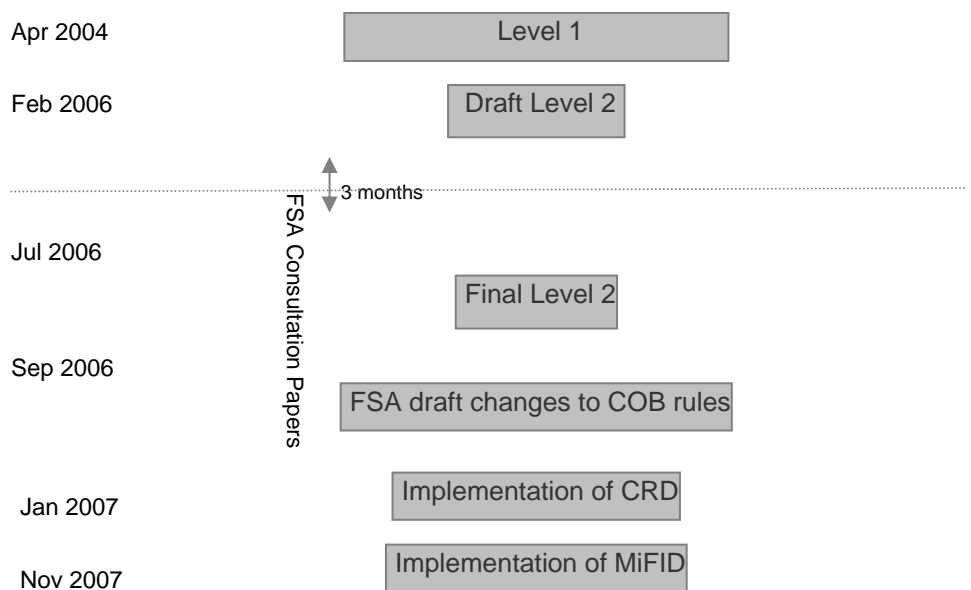 Apr 2004
Level 1
Feb 2006
Draft Level 2
3 months
FSA Consultation Papers
Jul 2006
Final Level 2
Sep 2006
FSA draft changes to COB rules
Implementation of CRD
Jan 2007
Implementation of MiFID
Nov 2007